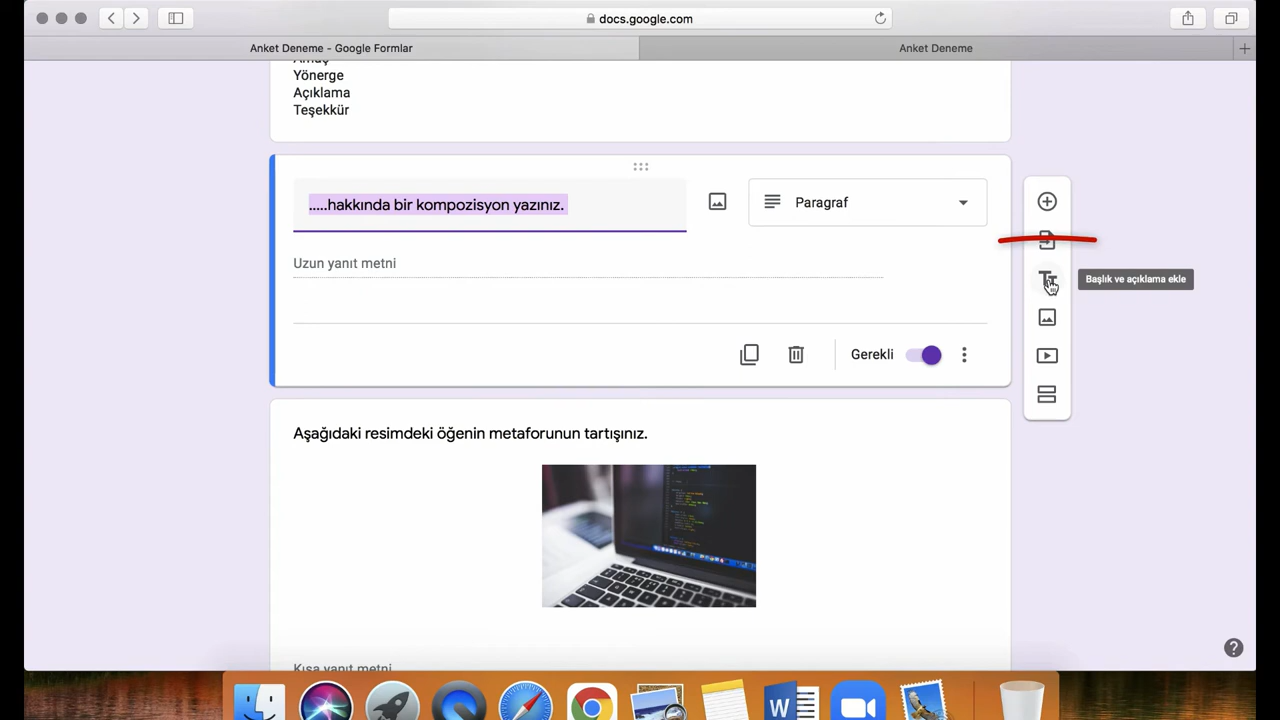 docs.google.com
Anket Deneme - Google Formlar
Anket Deneme
Amaç
Yönerge
Açıklama
Teşekkür
.....hakkında bir kompozisyon yazınız.
Paragraf
Uzun yanıt metni
Başlık ve açıklama ekle
Gerekli
Aşağıdaki resimdeki öğenin metaforunun tartışınız.
Kısa yanıt metni